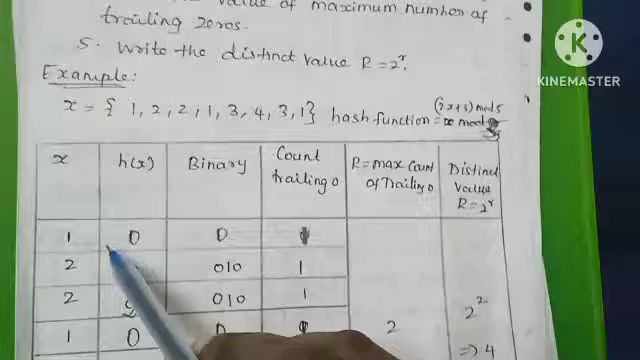 value of maximum number of
trailing zeros.
5. Write the distinct value R = 2^r.
Example:
x = { 1, 2, 2, 1, 3, 4, 3, 1} hash function = (2x+3) mod 5
x h(x) Binary Count trailing 0 R = max Count of Trailing 0 Distinct Value R = 2^r
1 0 0
2 010 1
2 2 010 1
1 0 0 2 2^2 => 4
KINEMASTER